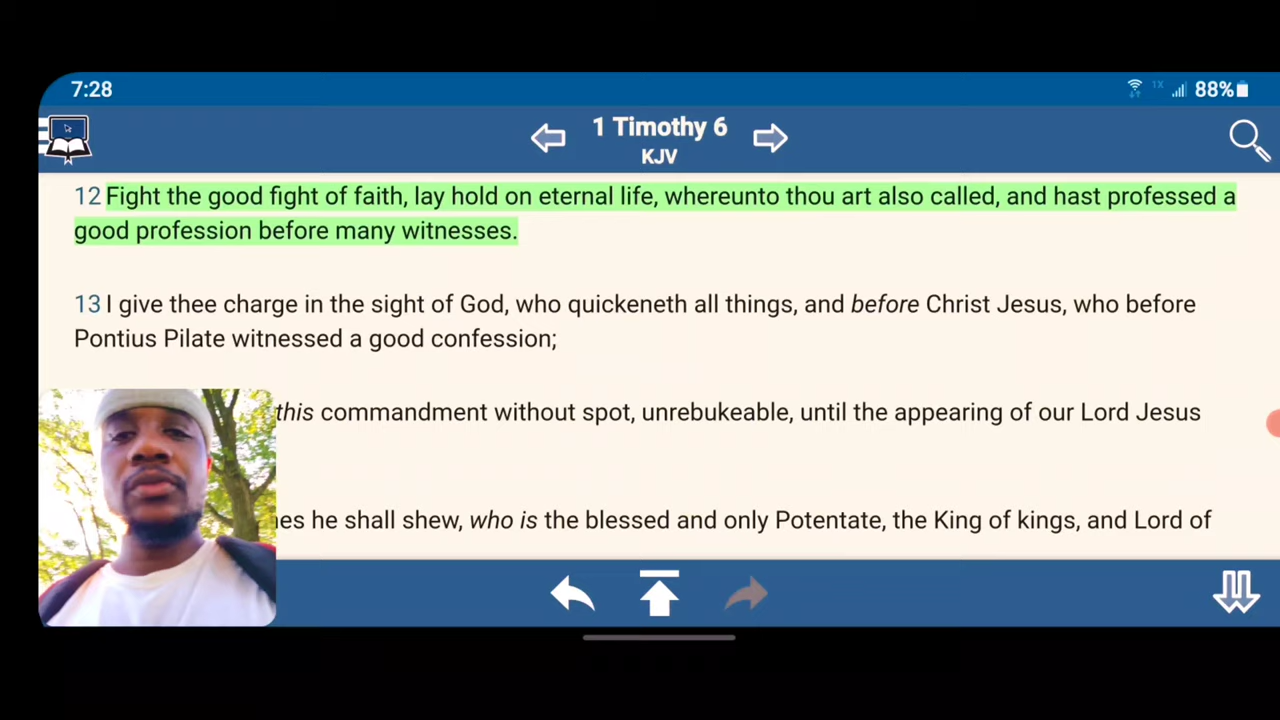 7:28
1X 88%
1 Timothy 6
KJV
12 Fight the good fight of faith, lay hold on eternal life, whereunto thou art also called, and hast professed a
good profession before many witnesses.
13 I give thee charge in the sight of God, who quickeneth all things, and before Christ Jesus, who before
Pontius Pilate witnessed a good confession;
this commandment without spot, unrebukeable, until the appearing of our Lord Jesus
he shall shew, who is the blessed and only Potentate, the King of kings, and Lord of